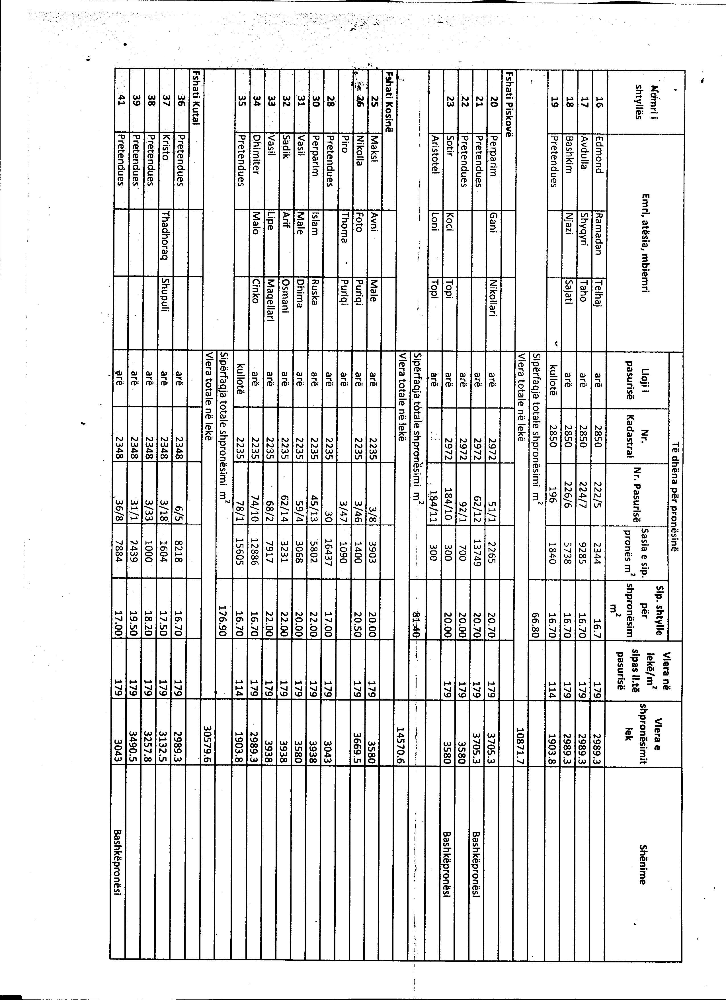 Numri i shtyllës Emri, atësia, mbiemri Të dhëna për pronësinë Vlera në lekë/m² sipas ll.të pasurisë Vlera e shpronësimit lek Shënime
Lloji i pasurisë Nr. Kadastral Nr. Pasurisë Sasia e sip. pronës m² Sip. shtylle për shpronësim m²
16 Edmond Ramadan Telhaj arë 2850 222/5 2344 16.7 179 2989.3
17 Avdulla Shyqyri Taho arë 2850 224/7 9285 16.70 179 2989.3
18 Bashkim Njazi Sajati arë 2850 226/6 5738 16.70 179 2989.3
19 Pretendues kullotë 2850 196 1840 16.70 114 1903.8
Sipërfaqja totale shpronësimi m² 66.80
Vlera totale në lekë 10871.7
Fshati Piskovë
20 Perparim Gani Nikollari arë 2972 51/1 2265 20.70 179 3705.3
21 Pretendues arë 2972 62/12 13749 20.70 179 3705.3 Bashkëpronësi
22 Pretendues arë 2972 92/1 700 20.00 179 3580
23 Sotir Koci Topi arë 2972 184/10 300 20.00 179 3580 Bashkëpronësi
Aristotel Loni Topi arë 184/11 300
Sipërfaqja totale shpronësimi m² 81.40
Vlera totale në lekë 14570.6
Fshati Kosinë
25 Maksi Avni Male arë 2235 3/8 3903 20.00 179 3580
26 Nikolla Foto Puriqi arë 2235 3/46 1400 20.50 179 3669.5
Piro Thoma Puriqi arë 3/47 1090
28 Pretendues arë 2235 30 16437 17.00 179 3043
30 Perparim Islam Ruska arë 2235 45/13 5802 22.00 179 3938
31 Vasil Male Dhima arë 2235 59/4 3068 20.00 179 3580
32 Sadik Arif Osmani arë 2235 62/14 3231 22.00 179 3938
33 Vasil Lipe Maqellari arë 2235 68/2 7917 22.00 179 3938
34 Dhimiter Malo Cinko arë 2235 74/10 12886 16.70 179 2989.3
35 Pretendues kullotë 2235 78/1 15605 16.70 114 1903.8
Sipërfaqja totale shpronësimi m² 176.90
Vlera totale në lekë 30579.6
Fshati Kutal
36 Pretendues arë 2348 6/5 8218 16.70 179 2989.3
37 Kristo Thadhoraq Shupuli arë 2348 3/18 1604 17.50 179 3132.5
38 Pretendues arë 2348 3/33 1000 18.20 179 3257.8
39 Pretendues arë 2348 31/1 2439 19.50 179 3490.5
41 Pretendues arë 2348 36/8 7884 17.00 179 3043 Bashkëpronësi